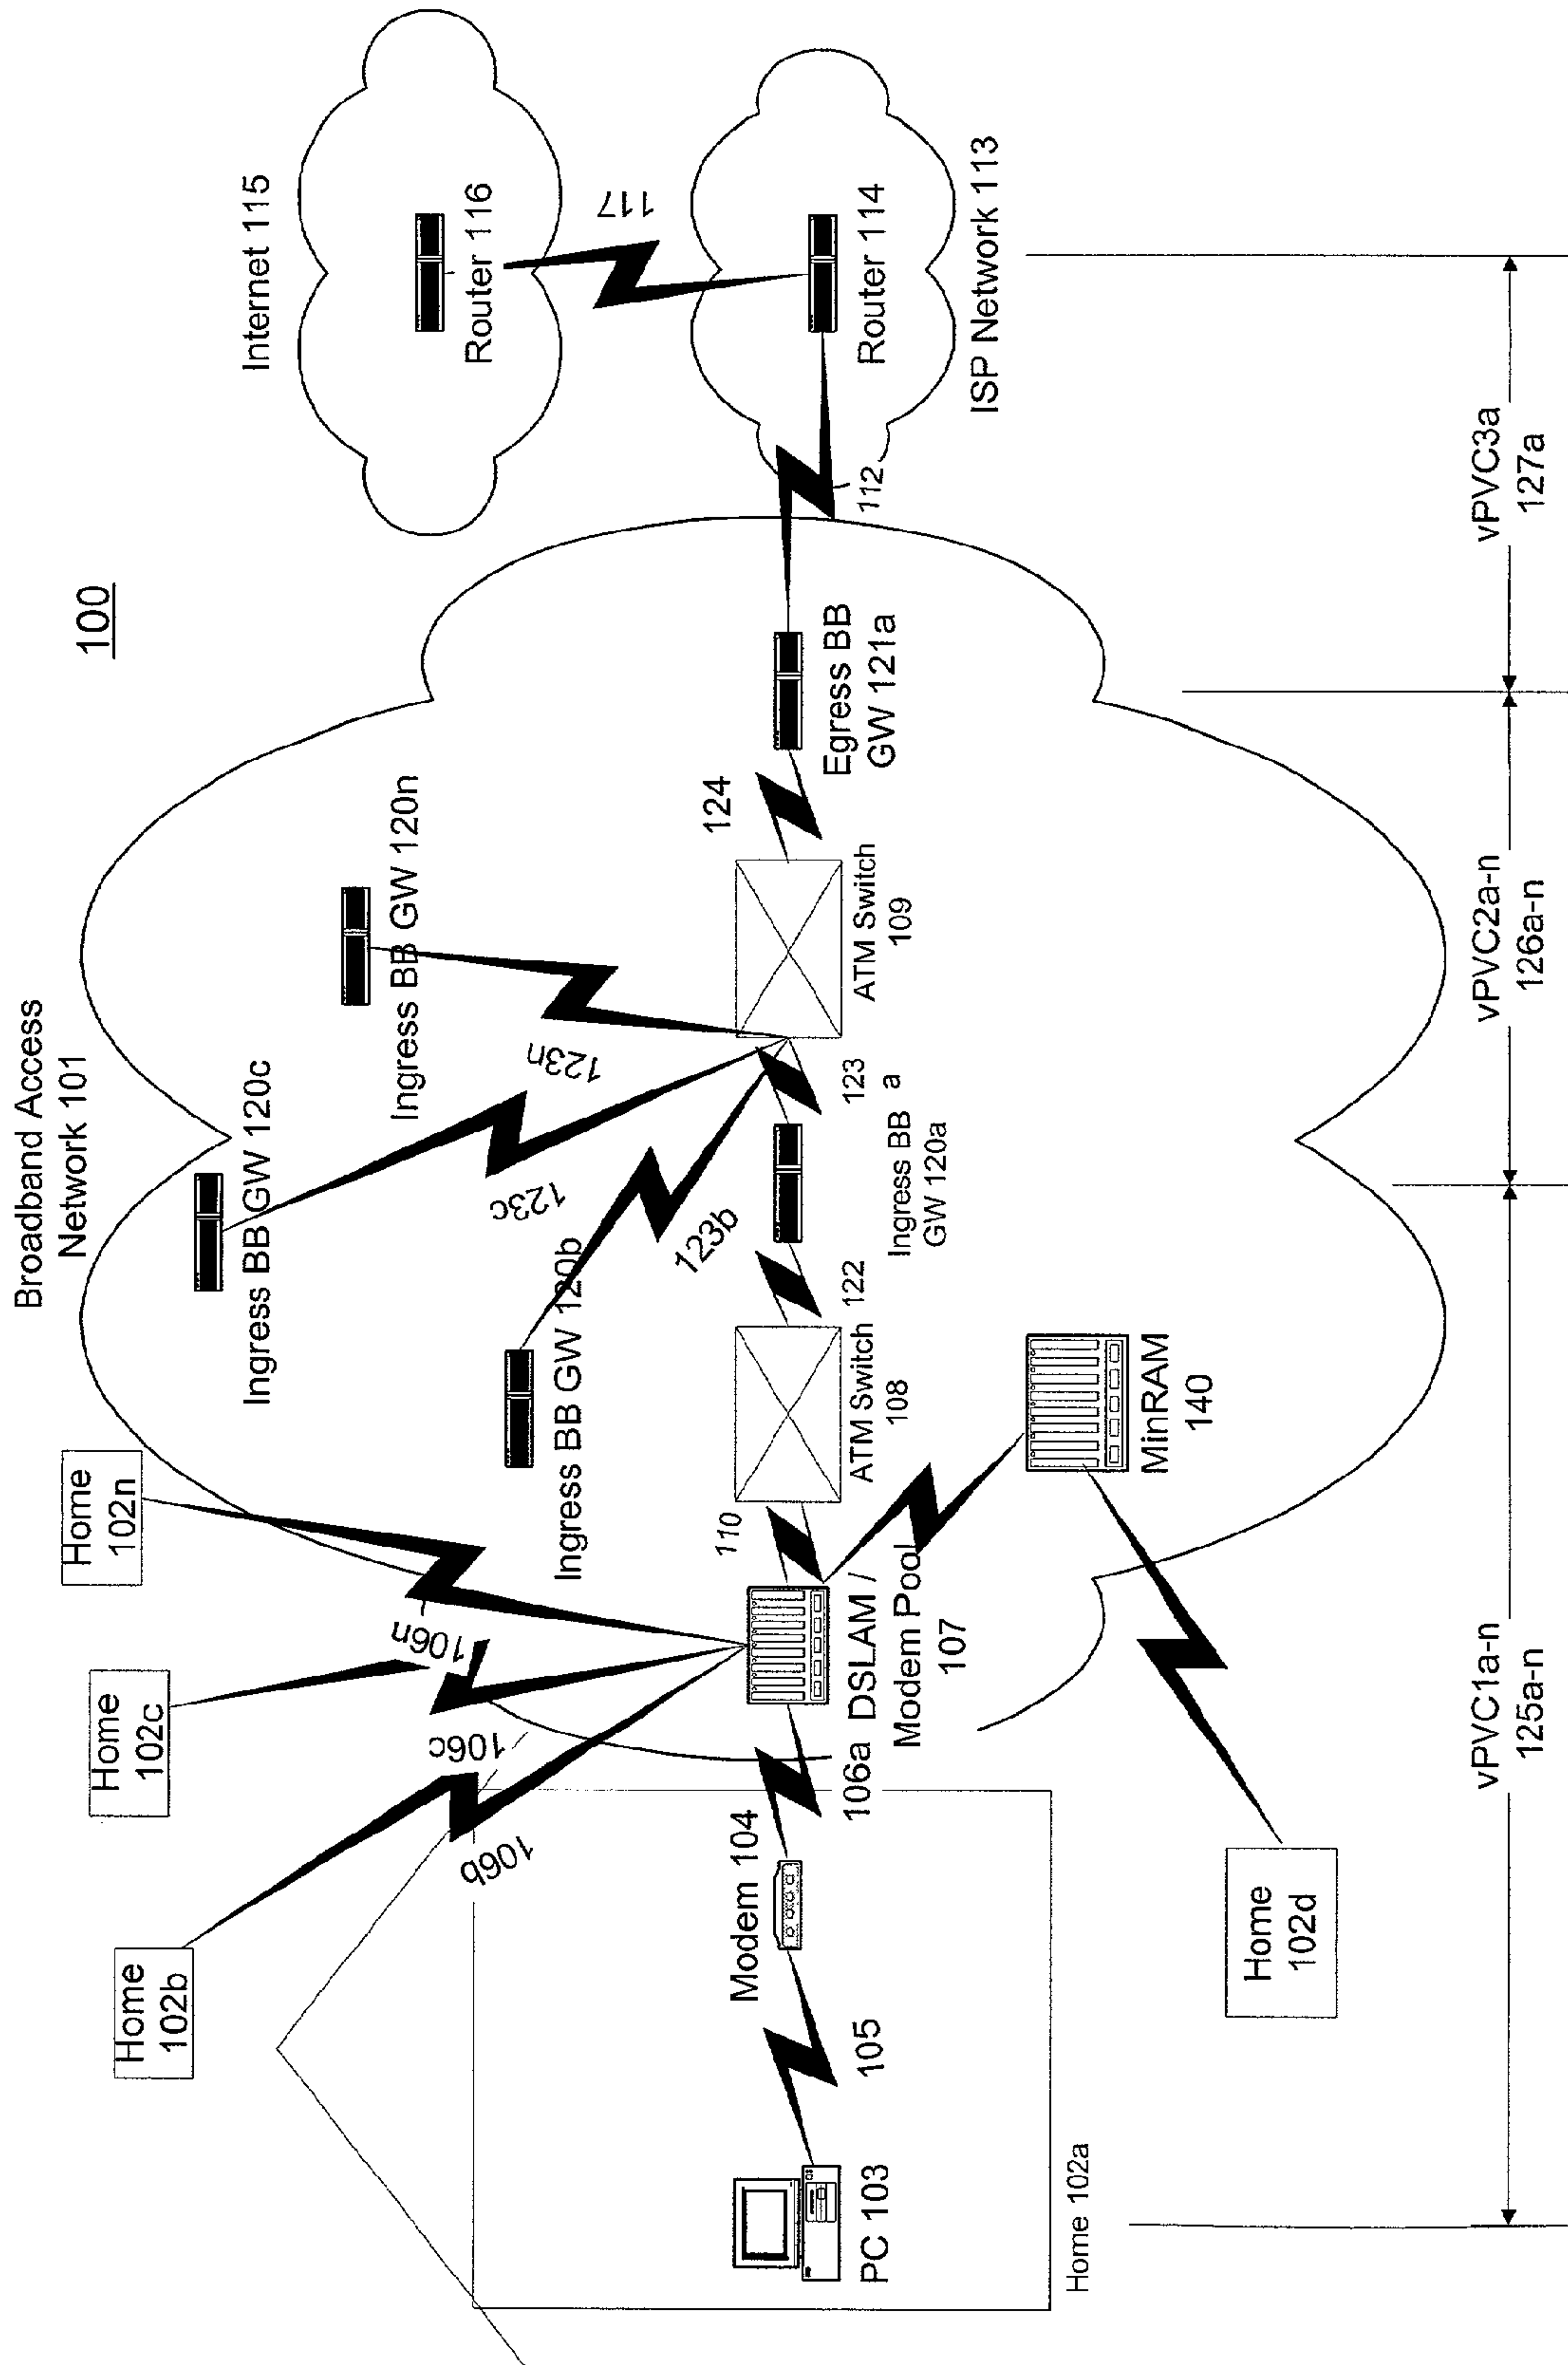 100
Broadband Access
Network 101
Internet 115
Router 116
117
Router 114
ISP Network 113
112
Home
102n
Home
102c
Home
102b
106n
106c
106b
Ingress BB GW 120c
Ingress BB GW 120n
Ingress BB GW 120b
123n
123c
123b
124
Egress BB
GW 121a
ATM Switch
109
123
a
Ingress BB
GW 120a
122
ATM Switch
108
110
DSLAM /
Modem Pool
107
106a
Modem 104
105
PC 103
Home 102a
MinRAM
140
Home
102d
vPVC1a-n
125a-n
vPVC2a-n
126a-n
vPVC3a
127a